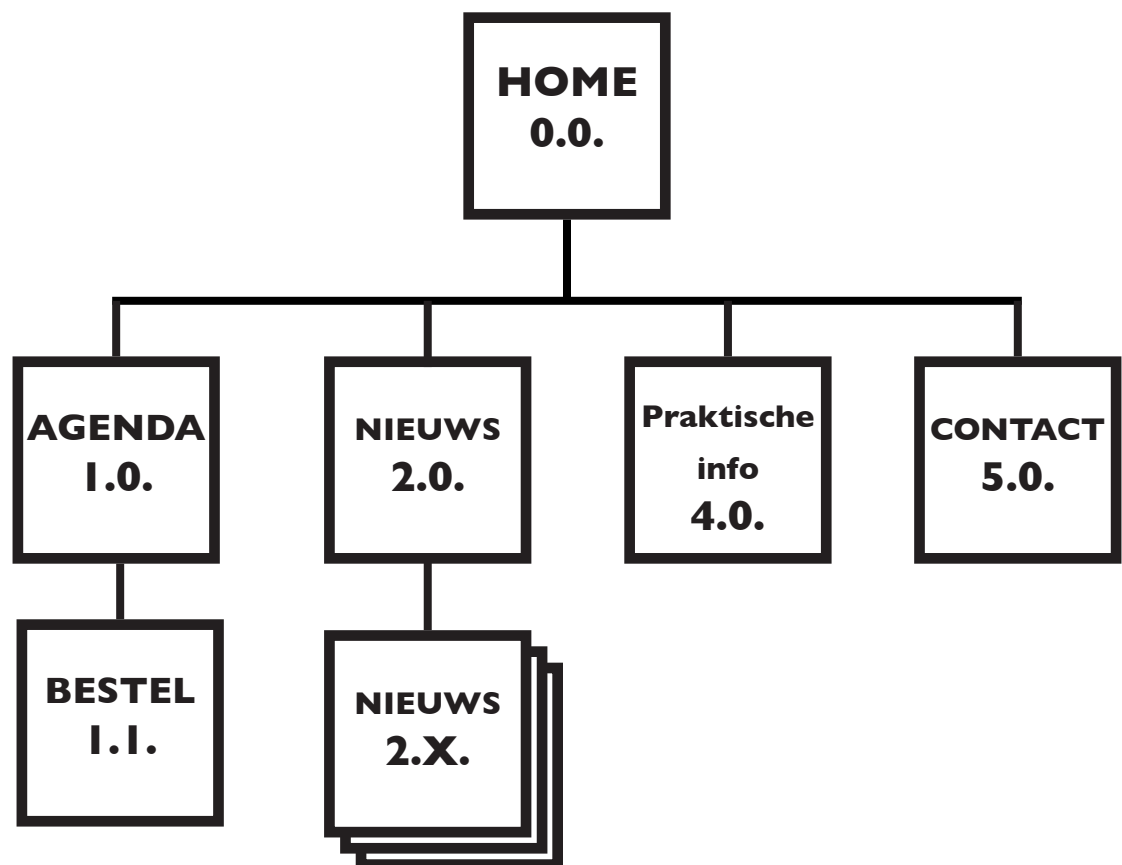 HOME
0.0.
AGENDA
1.0.
NIEUWS
2.0.
Praktische
info
4.0.
CONTACT
5.0.
BESTEL
1.1.
NIEUWS
2.X.